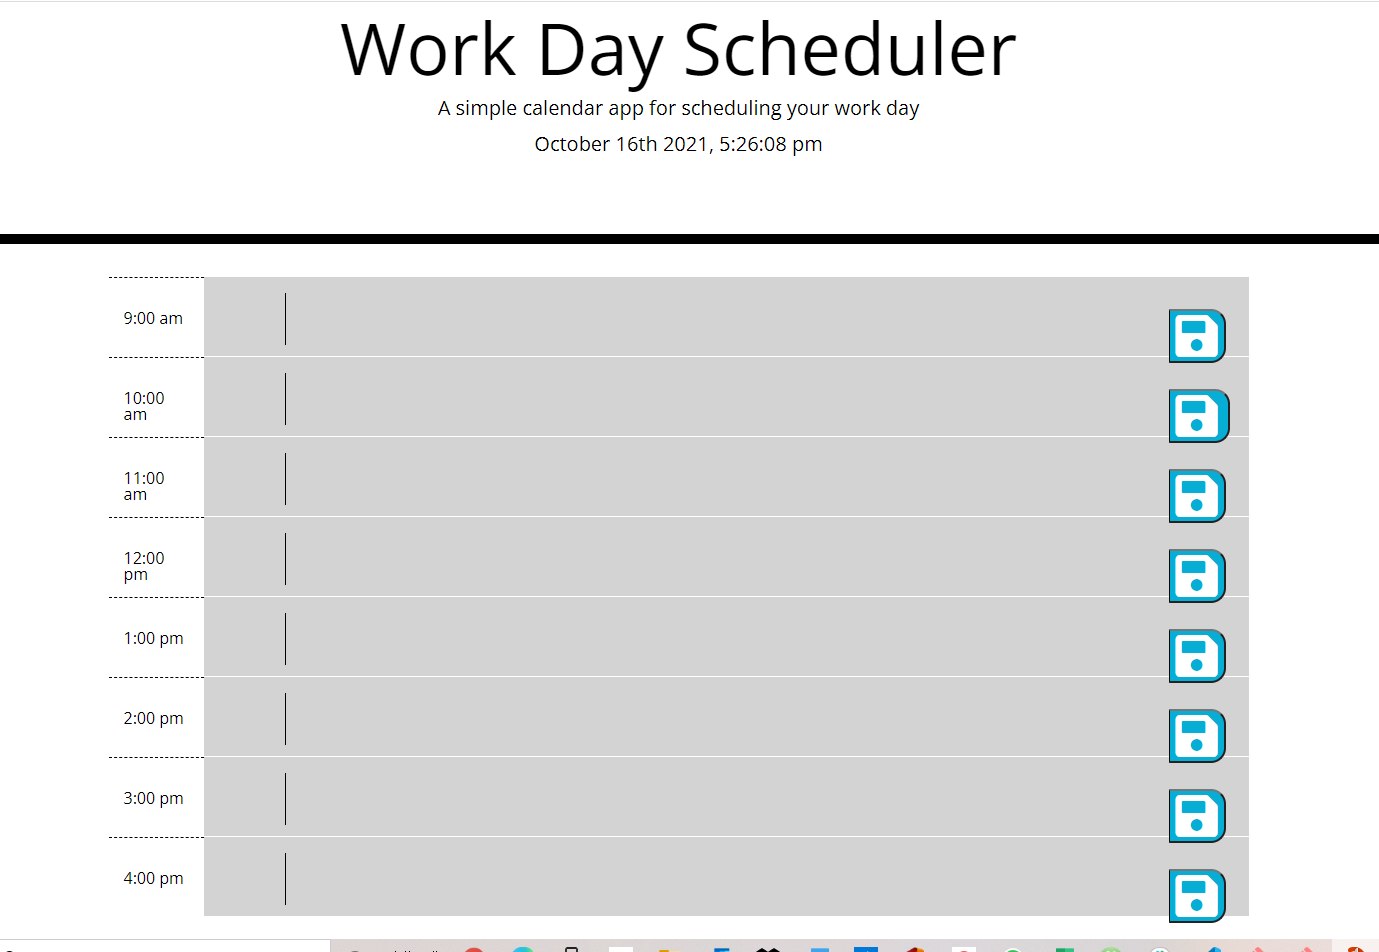 Work Day Scheduler
A simple calendar app for scheduling your work day
October 16th 2021, 5:26:08 pm
9:00 am
10:00
am
11:00
am
12:00
pm
1:00 pm
2:00 pm
3:00 pm
4:00 pm